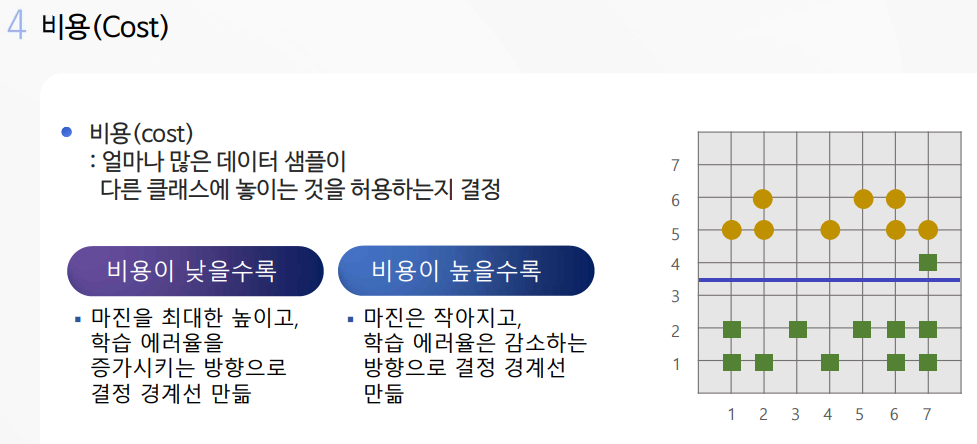 4 비용(Cost)
비용(cost)
: 얼마나 많은 데이터 샘플이
다른 클래스에 놓이는 것을 허용하는지 결정
비용이 낮을수록
마진을 최대한 높이고,
학습 에러율을
증가시키는 방향으로
결정 경계선 만듦
비용이 높을수록
마진은 작아지고,
학습 에러율은 감소하는
방향으로 결정 경계선
만듦
7
6
5
4
3
2
1
1 2 3 4 5 6 7